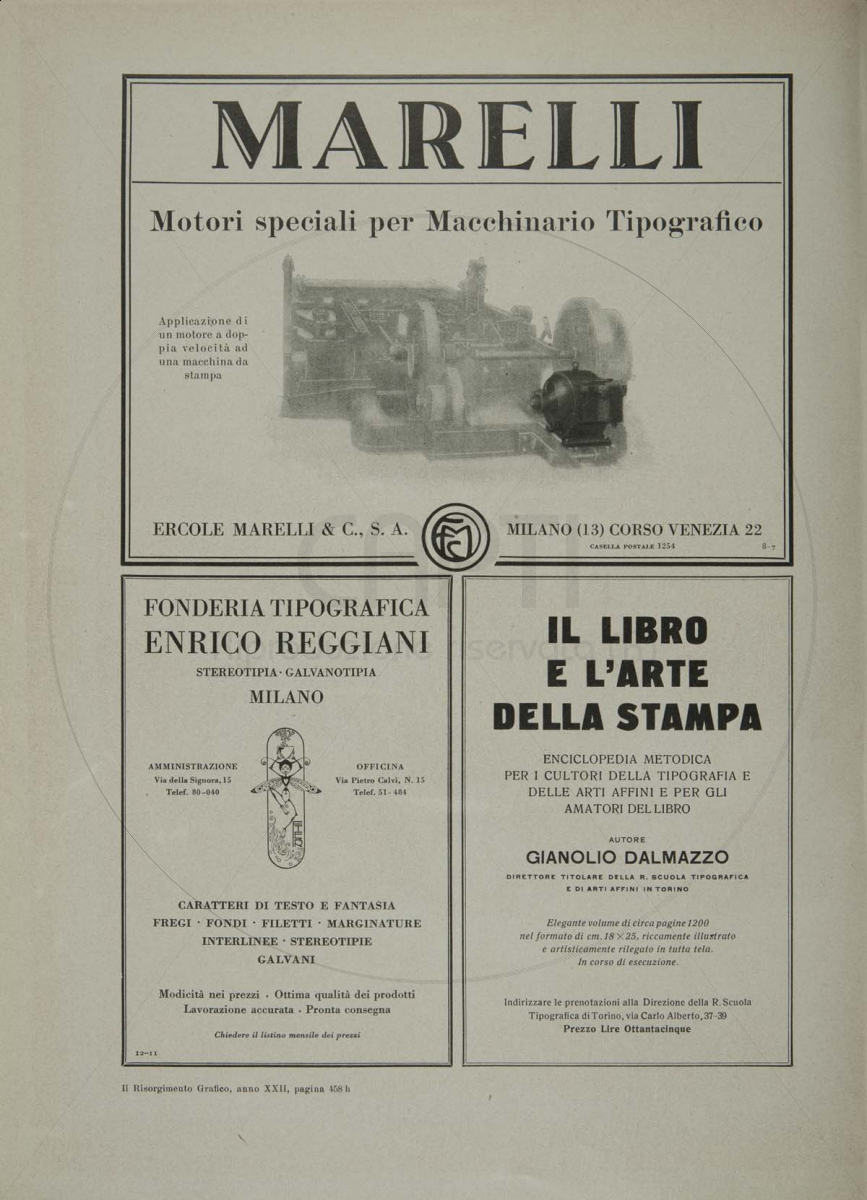 MARELLI
Motori speciali per Macchinario Tipografico
Applicazione di
un motore a dop-
pia velocità ad
una macchina da
stampa
ERCOLE MARELLI & C., S. A.
MILANO (13) CORSO VENEZIA 22
CASELLA POSTALE 1254
8-7
FONDERIA TIPOGRAFICA
ENRICO REGGIANI
STEREOTIPIA · GALVANOTIPIA
MILANO
AMMINISTRAZIONE
Via della Signora, 15
Telef. 80-040
OFFICINA
Via Pietro Calvi, N. 15
Telef. 51-484
CARATTERI DI TESTO E FANTASIA
FREGI · FONDI · FILETTI · MARGINATURE
INTERLINEE · STEREOTIPIE
GALVANI
Modicità nei prezzi · Ottima qualità dei prodotti
Lavorazione accurata · Pronta consegna
Chiedere il listino mensile dei prezzi
12-11
IL LIBRO
E L'ARTE
DELLA STAMPA
ENCICLOPEDIA METODICA
PER I CULTORI DELLA TIPOGRAFIA E
DELLE ARTI AFFINI E PER GLI
AMATORI DEL LIBRO
AUTORE
GIANOLIO DALMAZZO
DIRETTORE TITOLARE DELLA R. SCUOLA TIPOGRAFICA
E DI ARTI AFFINI IN TORINO
Elegante volume di circa pagine 1200
nel formato di cm. 18×25, riccamente illustrato
e artisticamente rilegato in tutta tela.
In corso di esecuzione.
Indirizzare le prenotazioni alla Direzione della R. Scuola
Tipografica di Torino, via Carlo Alberto, 37-39
Prezzo Lire Ottantacinque
Il Risorgimento Grafico, anno XXII, pagina 458 h